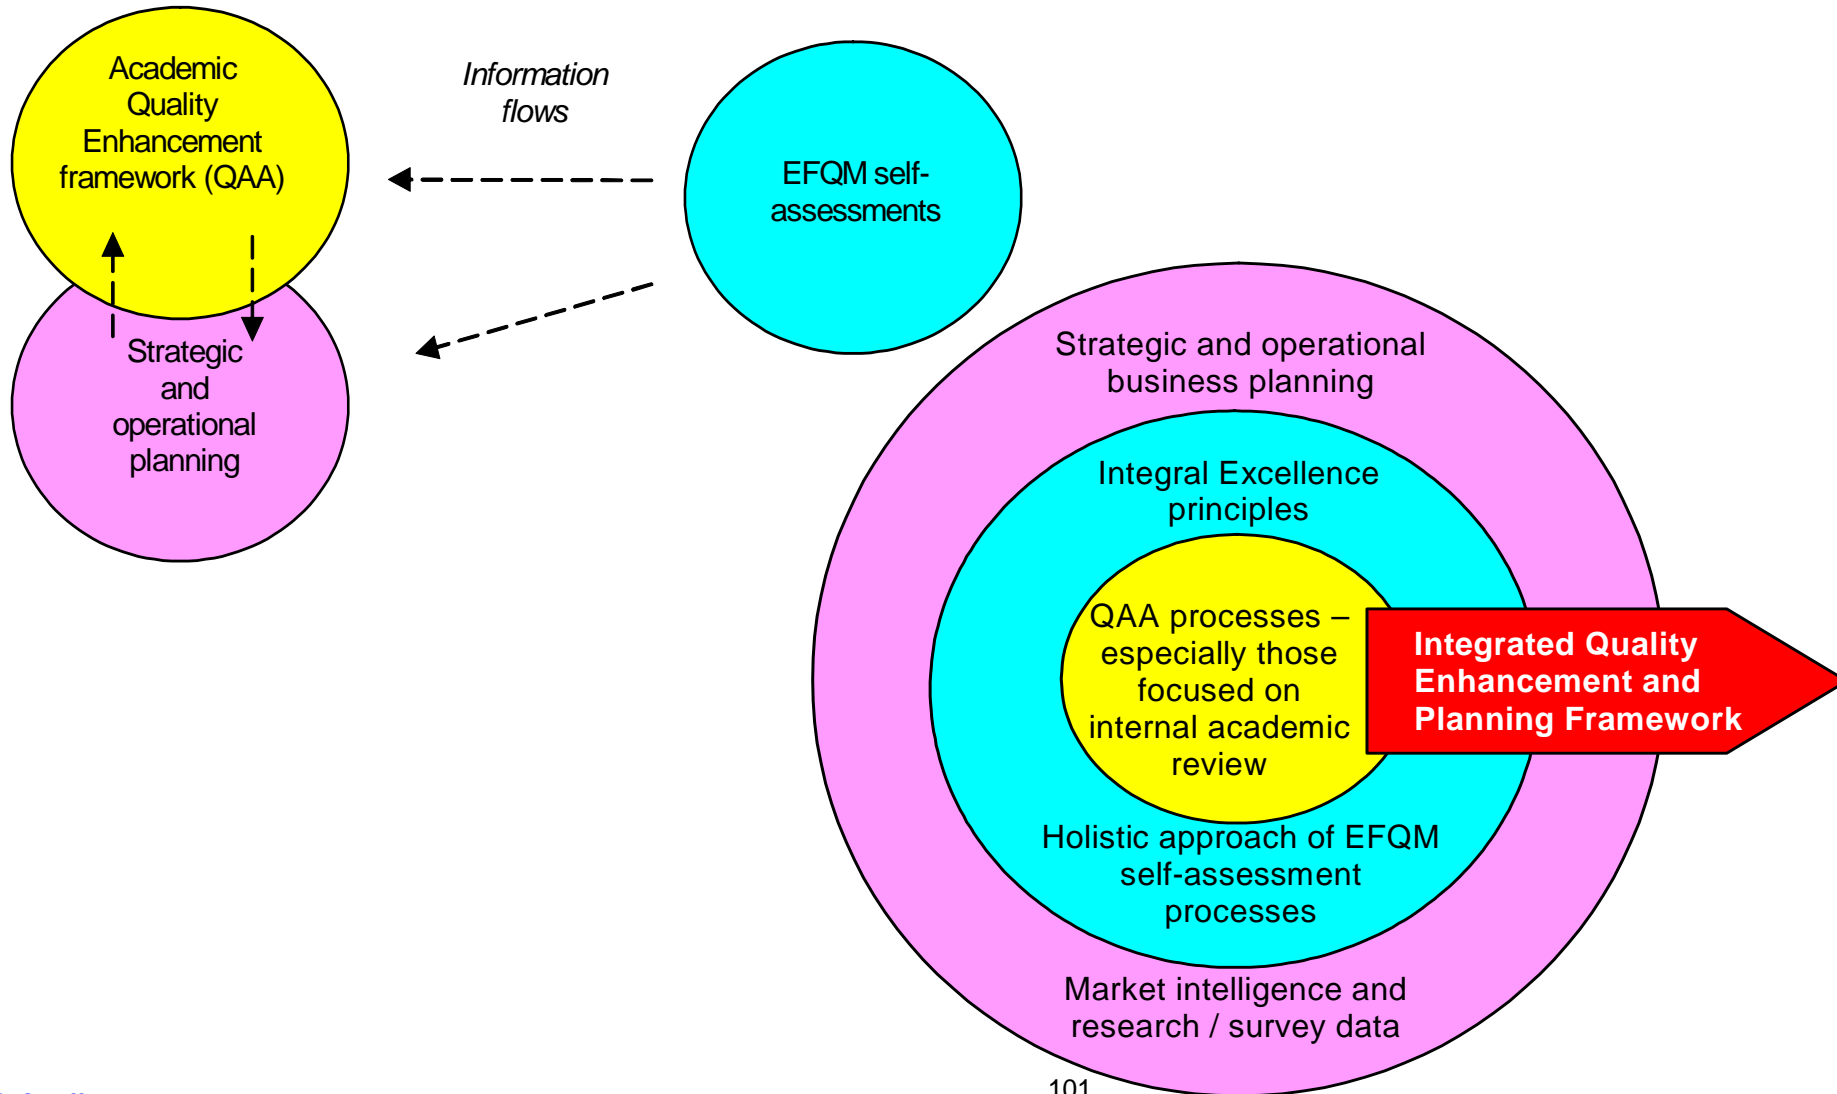 Academic
Quality
Enhancement
framework (QAA)
Information
flows
EFQM self-
assessments
Strategic
and
operational
planning
Strategic and operational
business planning
Integral Excellence
principles
QAA processes –
especially those
focused on
internal academic
review
Integrated Quality
Enhancement and
Planning Framework
Holistic approach of EFQM
self-assessment
processes
Market intelligence and
research / survey data
101